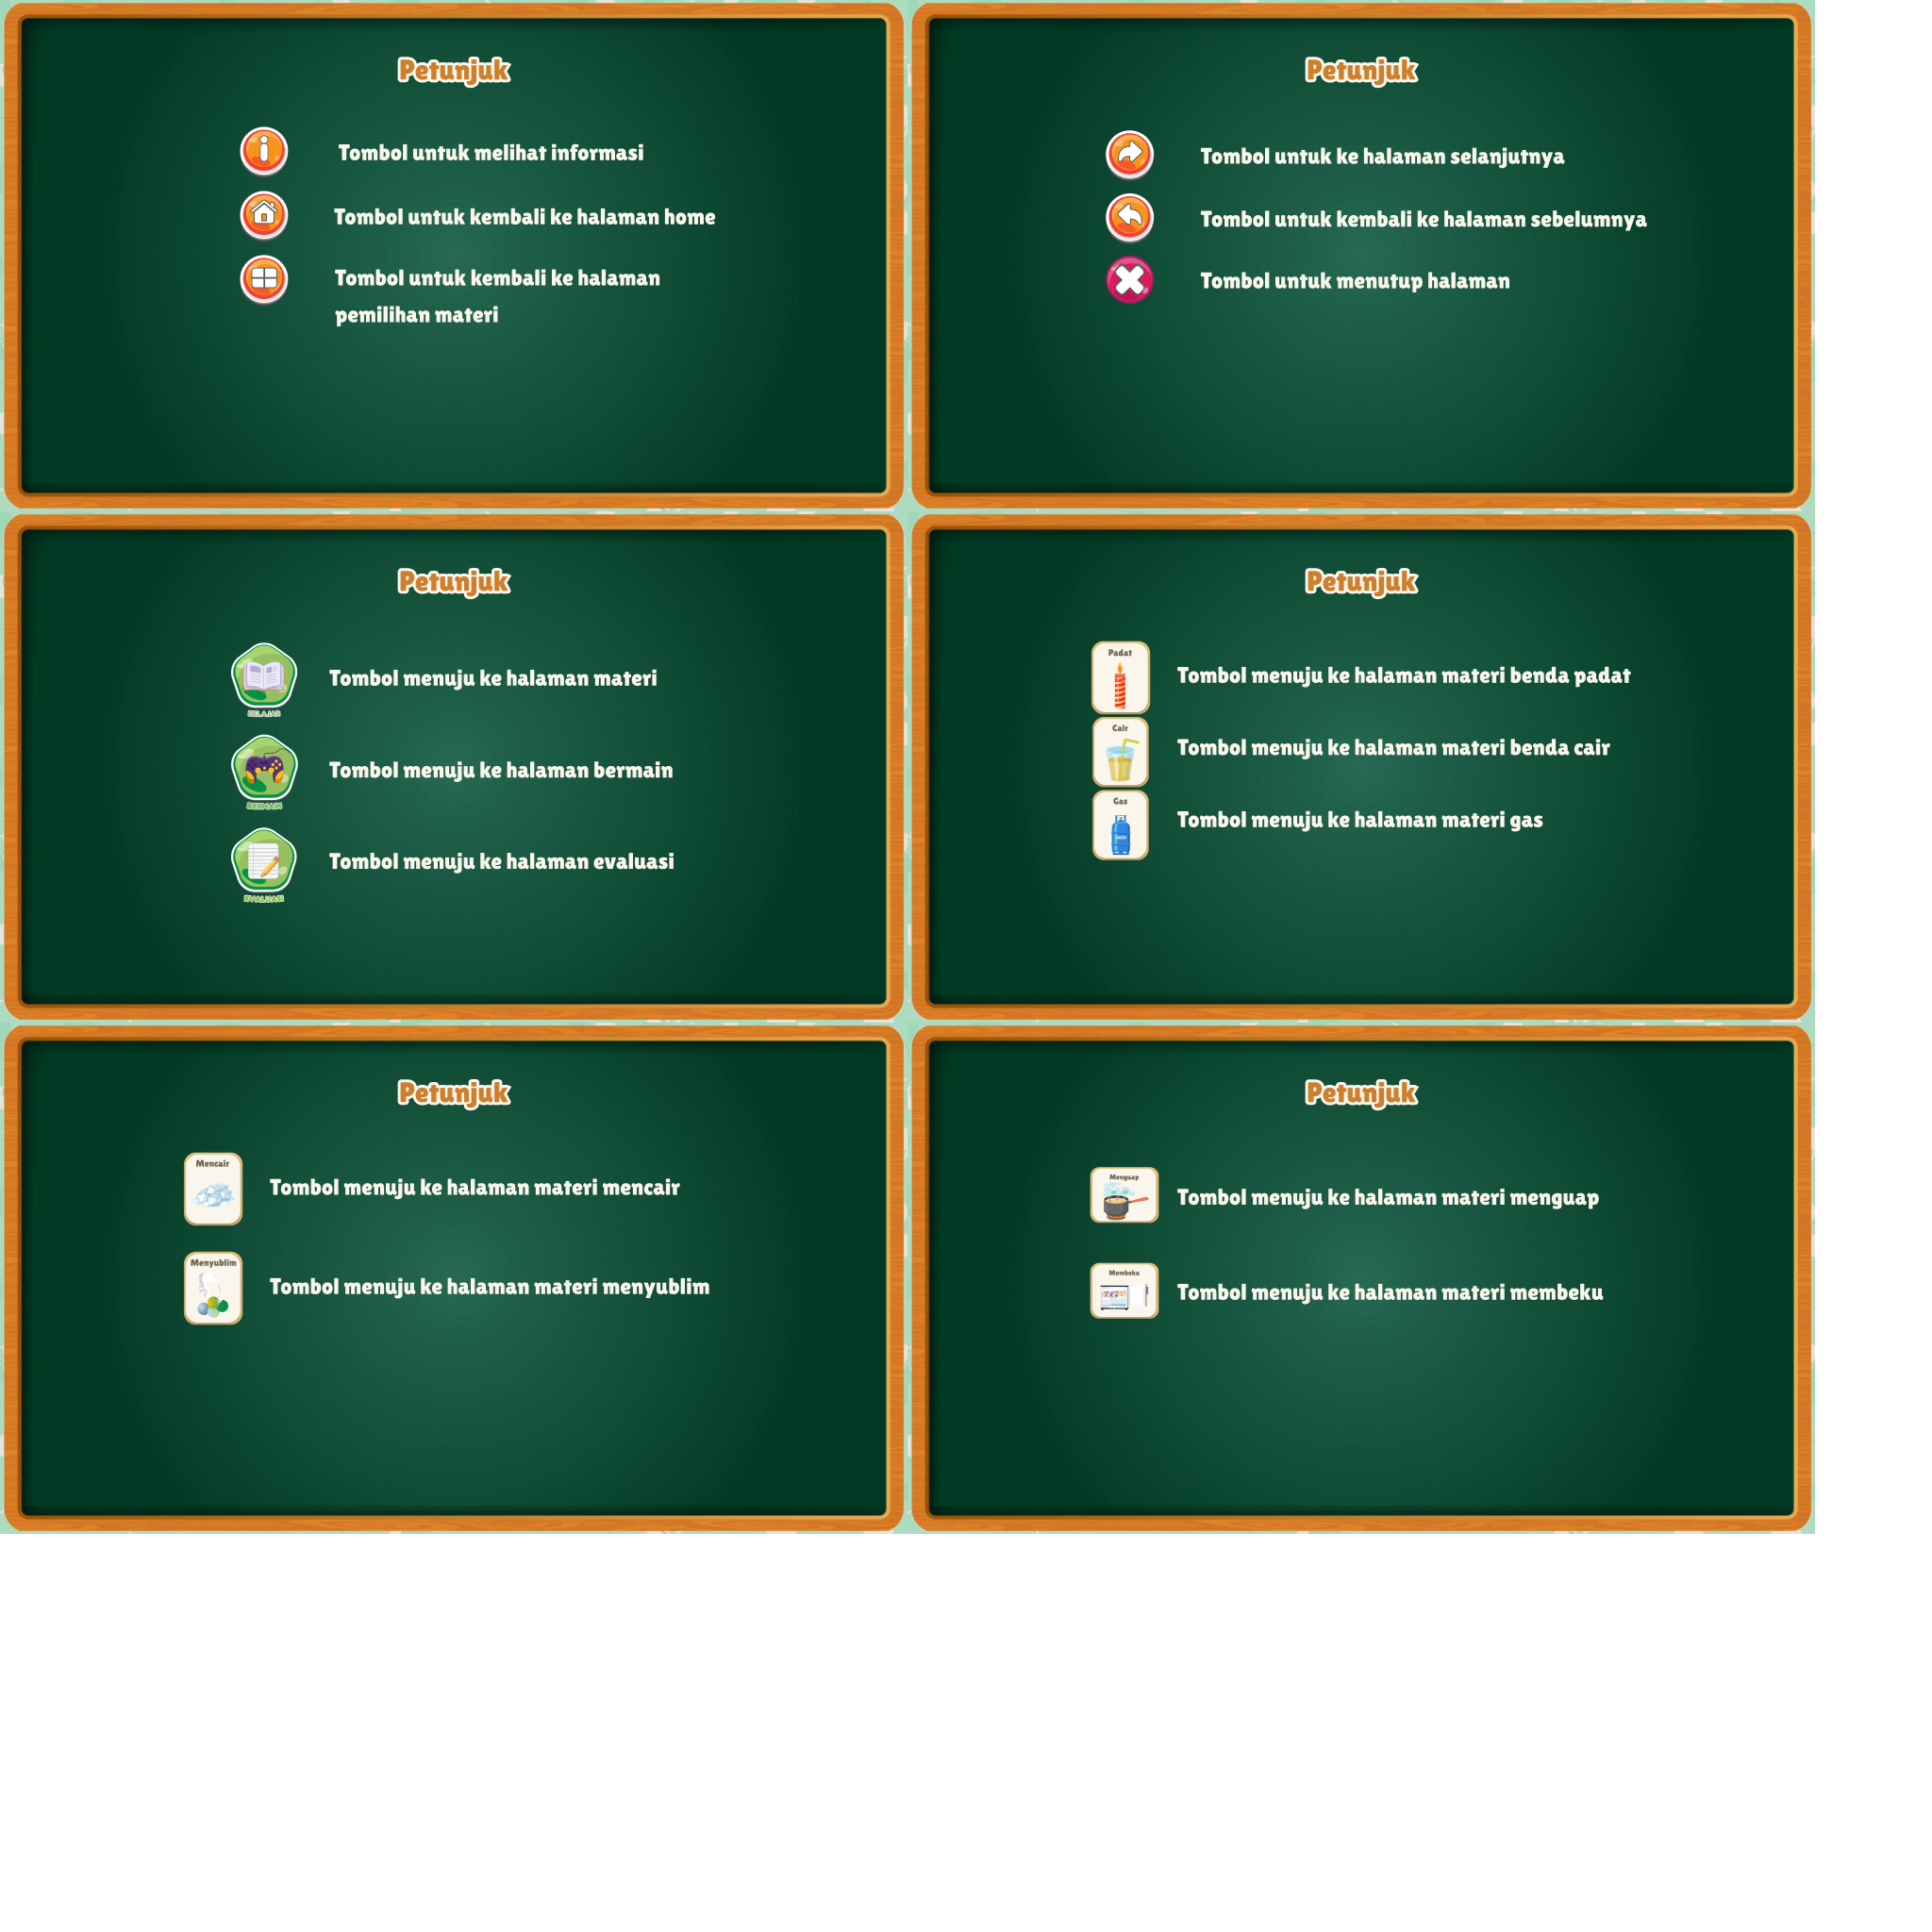 Petunjuk
Tombol untuk melihat informasi
Tombol untuk kembali ke halaman home
Tombol untuk kembali ke halaman
pemilihan materi
Petunjuk
Tombol untuk ke halaman selanjutnya
Tombol untuk kembali ke halaman sebelumnya
Tombol untuk menutup halaman
Petunjuk
BELAJAR
Tombol menuju ke halaman materi
BERMAIN
Tombol menuju ke halaman bermain
EVALUASI
Tombol menuju ke halaman evaluasi
Petunjuk
Padat
Tombol menuju ke halaman materi benda padat
Cair
Tombol menuju ke halaman materi benda cair
Gas
Tombol menuju ke halaman materi gas
Petunjuk
Mencair
Tombol menuju ke halaman materi mencair
Menyublim
Tombol menuju ke halaman materi menyublim
Petunjuk
Menguap
Tombol menuju ke halaman materi menguap
Membeku
Tombol menuju ke halaman materi membeku